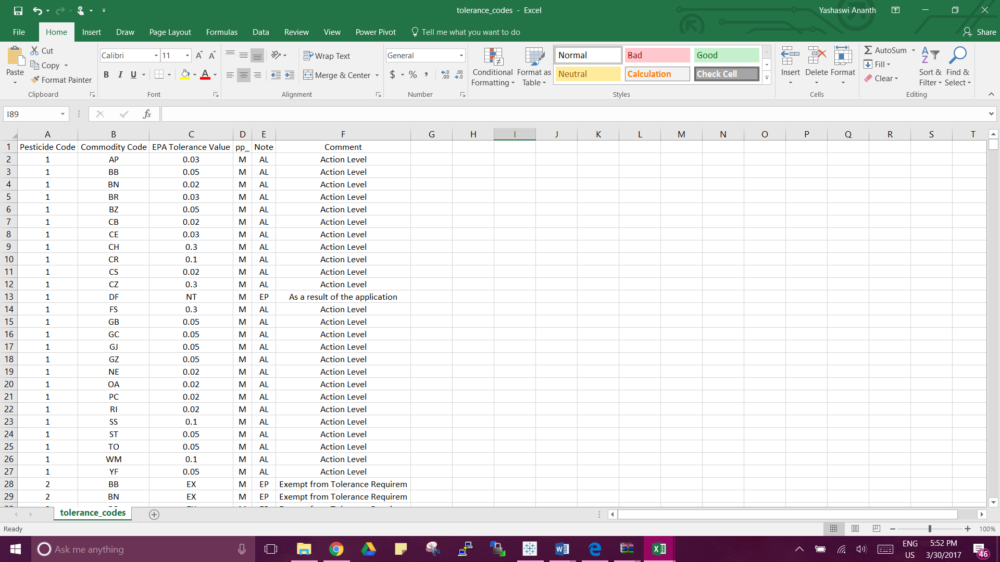 tolerance_codes - Excel
Yashaswi Ananth
File Home Insert Draw Page Layout Formulas Data Review View Power Pivot Tell me what you want to do Share
Paste
Cut
Copy
Format Painter
Clipboard
Calibri 11
B I U
Font
Wrap Text
Merge & Center
Alignment
General
$ % ,
Number
Conditional Formatting
Format as Table
Normal Bad Good
Neutral Calculation Check Cell
Styles
Insert Delete Format
Cells
AutoSum
Fill
Clear
Sort & Filter
Find & Select
Editing
I89 fx
A B C D E F G H I J K L M N O P Q R S T
1 Pesticide Code Commodity Code EPA Tolerance Value pp_ Note Comment
2 1 AP 0.03 M AL Action Level
3 1 BB 0.05 M AL Action Level
4 1 BN 0.02 M AL Action Level
5 1 BR 0.03 M AL Action Level
6 1 BZ 0.05 M AL Action Level
7 1 CB 0.02 M AL Action Level
8 1 CE 0.03 M AL Action Level
9 1 CH 0.3 M AL Action Level
10 1 CR 0.1 M AL Action Level
11 1 CS 0.02 M AL Action Level
12 1 CZ 0.3 M AL Action Level
13 1 DF NT M EP As a result of the application
14 1 FS 0.3 M AL Action Level
15 1 GB 0.05 M AL Action Level
16 1 GC 0.05 M AL Action Level
17 1 GJ 0.05 M AL Action Level
18 1 GZ 0.05 M AL Action Level
19 1 NE 0.02 M AL Action Level
20 1 OA 0.02 M AL Action Level
21 1 PC 0.02 M AL Action Level
22 1 RI 0.02 M AL Action Level
23 1 SS 0.1 M AL Action Level
24 1 ST 0.05 M AL Action Level
25 1 TO 0.05 M AL Action Level
26 1 WM 0.1 M AL Action Level
27 1 YF 0.05 M AL Action Level
28 2 BB EX M EP Exempt from Tolerance Requirem
29 2 BN EX M EP Exempt from Tolerance Requirem
tolerance_codes
Ready 100%
Ask me anything
ENG
US
5:52 PM
3/30/2017
46